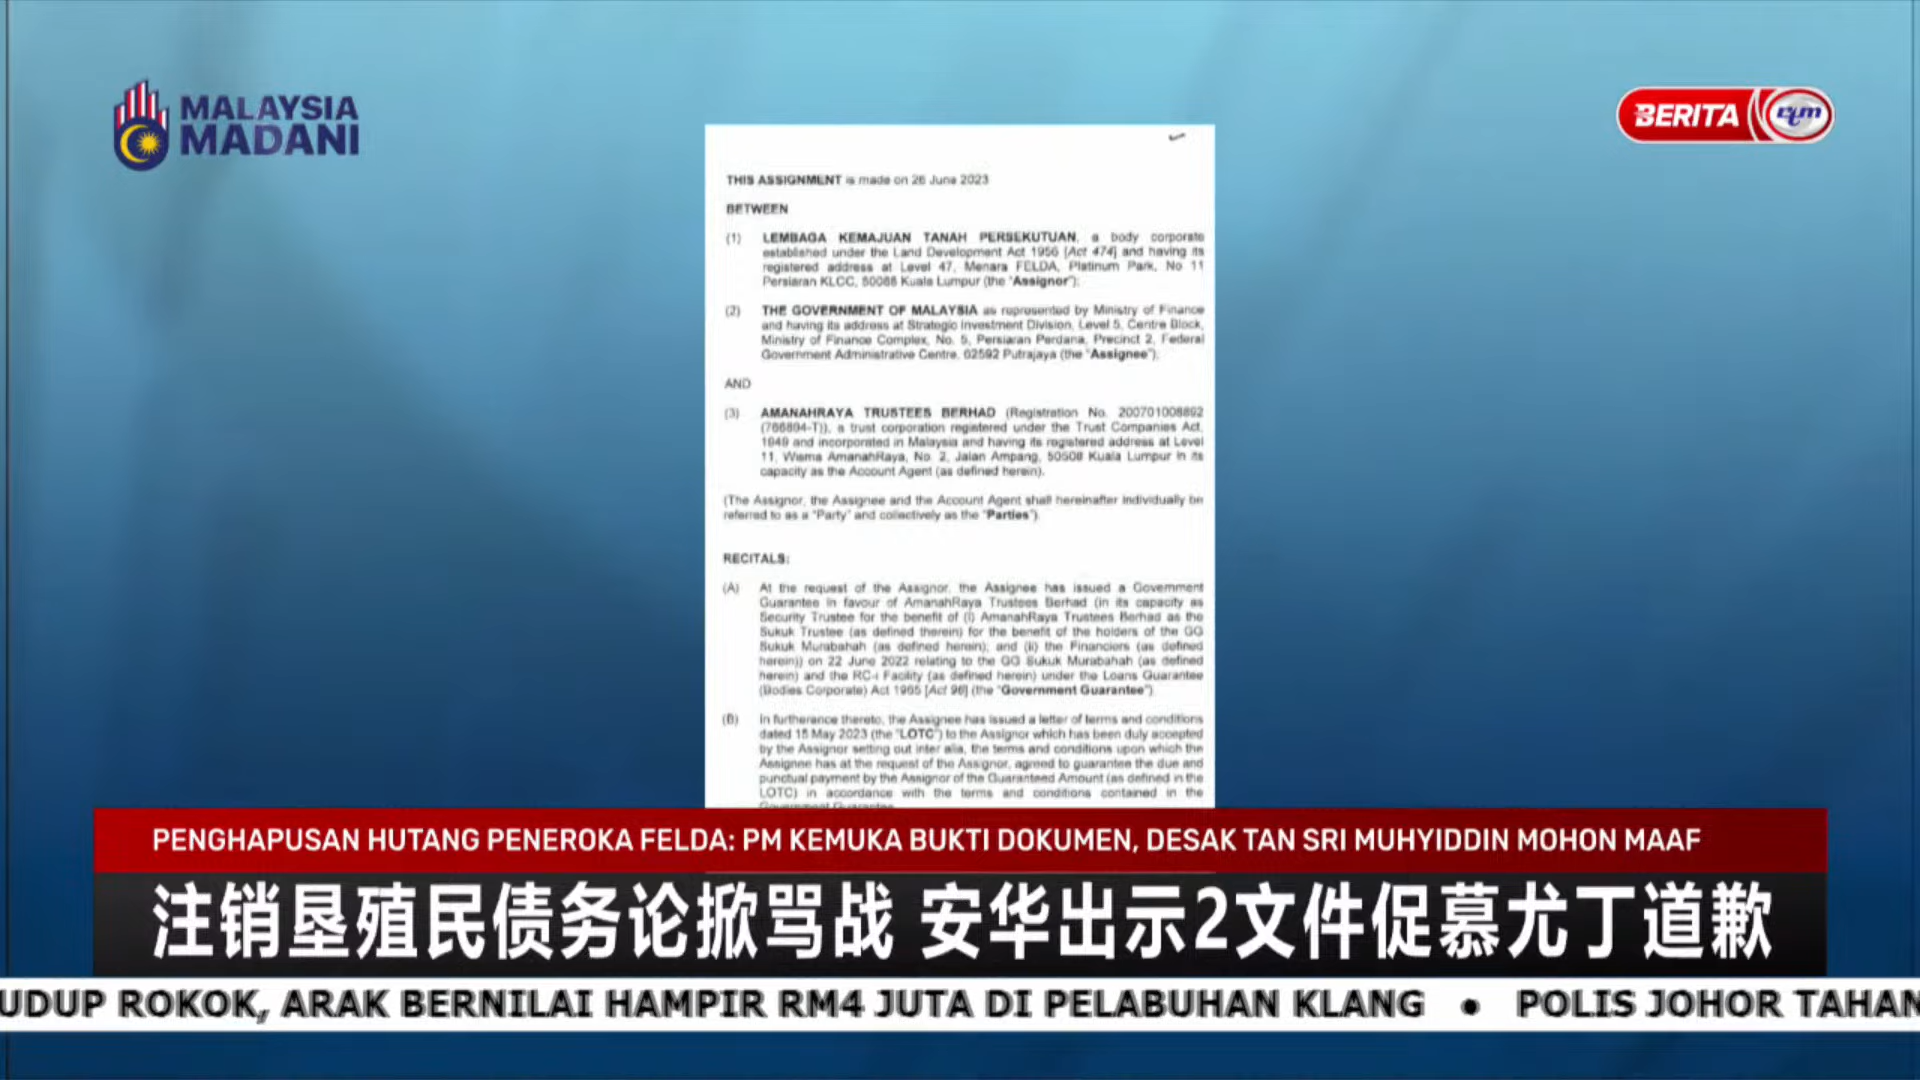 MALAYSIA
MADANI
BERITA rtm
THIS ASSIGNMENT is made on 26 June 2023
BETWEEN
(1) LEMBAGA KEMAJUAN TANAH PERSEKUTUAN, a body corporate
established under the Land Development Act 1956 [Act 474] and having its
registered address at Level 47, Menara FELDA, Platinum Park, No 11
Persiaran KLCC, 50088 Kuala Lumpur (the "Assignor");
(2) THE GOVERNMENT OF MALAYSIA as represented by Ministry of Finance
and having its address at Strategic Investment Division, Level 5, Centre Block,
Ministry of Finance Complex, No. 5, Persiaran Perdana, Precinct 2, Federal
Government Administrative Centre, 62592 Putrajaya (the "Assignee");
AND
(3) AMANAHRAYA TRUSTEES BERHAD (Registration No. 200701008892
(766894-T)), a trust corporation registered under the Trust Companies Act,
1949 and incorporated in Malaysia and having its registered address at Level
11, Wisma AmanahRaya, No. 2, Jalan Ampang, 50508 Kuala Lumpur in its
capacity as the Account Agent (as defined herein).
(The Assignor, the Assignee and the Account Agent shall hereinafter individually be
referred to as a "Party" and collectively as the "Parties")
RECITALS:
(A) At the request of the Assignor, the Assignee has issued a Government
Guarantee in favour of AmanahRaya Trustees Berhad (in its capacity as
Security Trustee for the benefit of (i) AmanahRaya Trustees Berhad as the
Sukuk Trustee (as defined therein) for the benefit of the holders of the GG
Sukuk Murabahah (as defined herein); and (ii) the Financiers (as defined
herein)) on 22 June 2022 relating to the GG Sukuk Murabahah (as defined
herein) and the RC-i Facility (as defined herein) under the Loans Guarantee
(Bodies Corporate) Act 1965 [Act 96] (the "Government Guarantee")
(B) In furtherance thereto, the Assignee has issued a letter of terms and conditions
dated 15 May 2023 (the "LOTC") to the Assignor which has been duly accepted
by the Assignor setting out inter alia, the terms and conditions upon which the
Assignee has at the request of the Assignor, agreed to guarantee the due and
punctual payment by the Assignor of the Guaranteed Amount (as defined in the
LOTC) in accordance with the terms and conditions contained in the
Government Guarantee
PENGHAPUSAN HUTANG PENEROKA FELDA: PM KEMUKA BUKTI DOKUMEN, DESAK TAN SRI MUHYIDDIN MOHON MAAF
注销垦殖民债务论掀骂战 安华出示2文件促慕尤丁道歉
UDUP ROKOK, ARAK BERNILAI HAMPIR RM4 JUTA DI PELABUHAN KLANG • POLIS JOHOR TAHAN